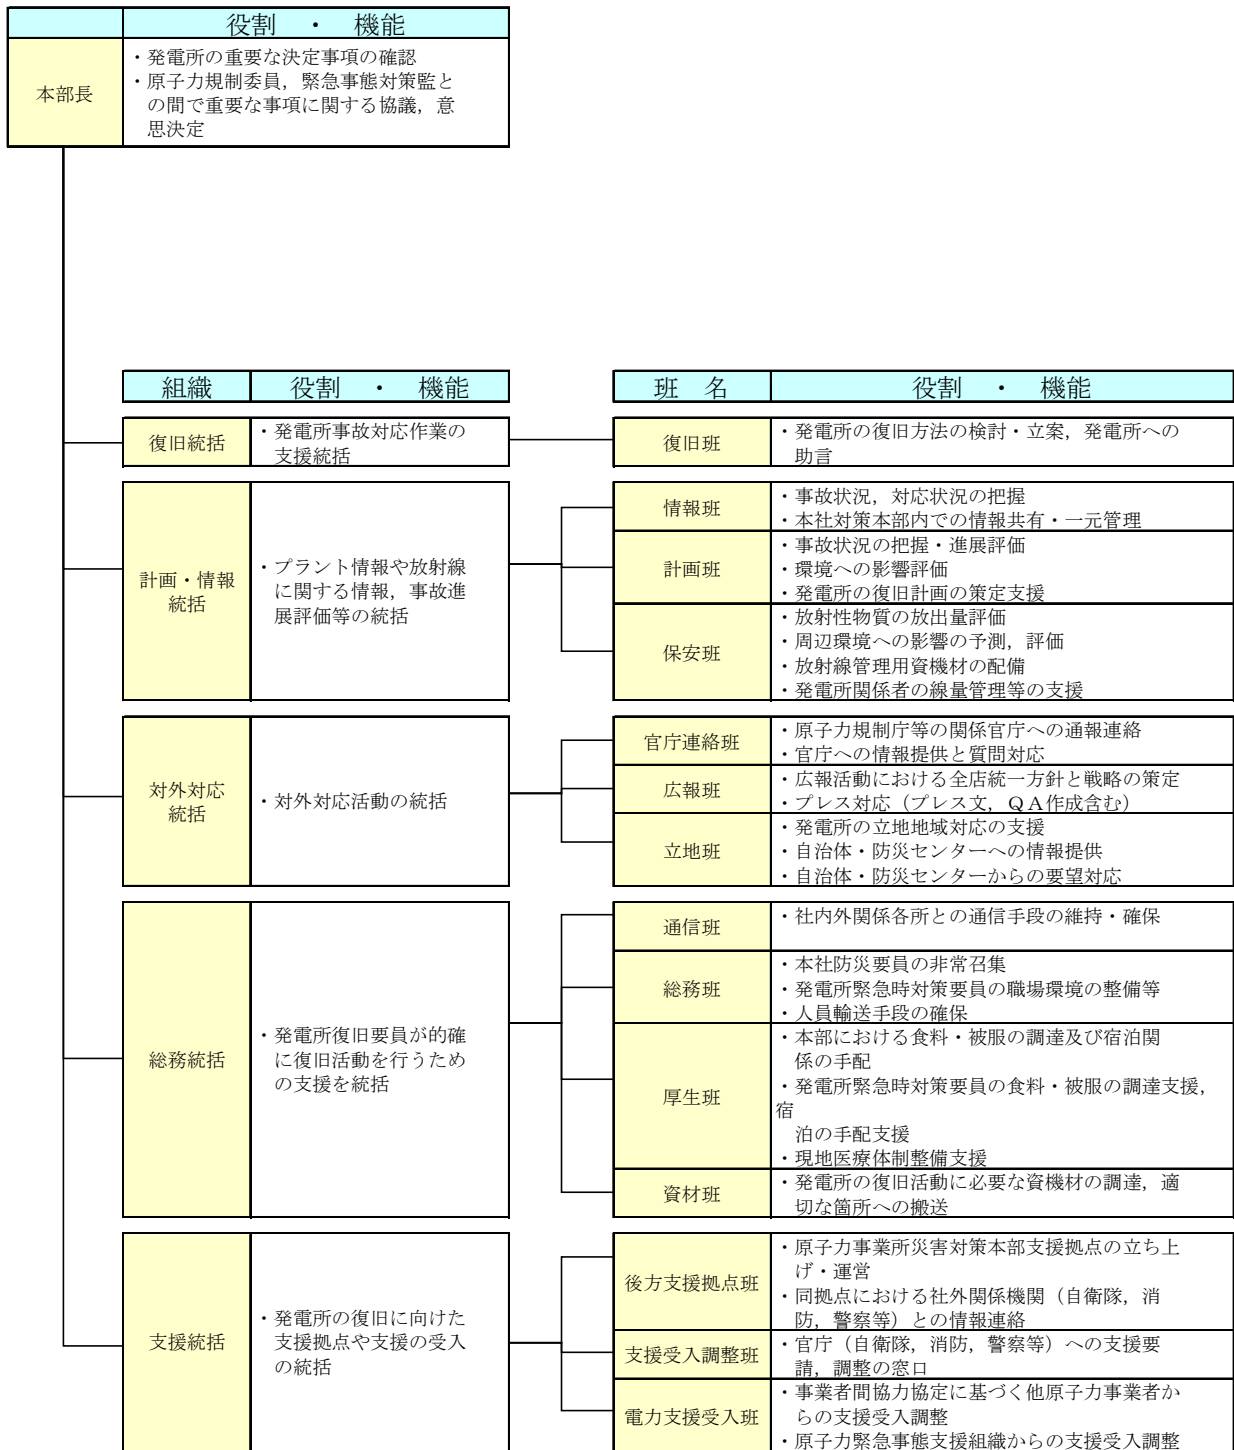 役割 ・ 機能
本部長
・発電所の重要な決定事項の確認
・原子力規制委員，緊急事態対策監と
の間で重要な事項に関する協議，意
思決定
組織
役割 ・ 機能
班 名
役割 ・ 機能
復旧統括
・発電所事故対応作業の
支援統括
復旧班
・発電所の復旧方法の検討・立案，発電所への
助言
計画・情報
統括
・プラント情報や放射線
に関する情報，事故進
展評価等の統括
情報班
・事故状況，対応状況の把握
・本社対策本部内での情報共有・一元管理
計画班
・事故状況の把握・進展評価
・環境への影響評価
・発電所の復旧計画の策定支援
保安班
・放射性物質の放出量評価
・周辺環境への影響の予測，評価
・放射線管理用資機材の配備
・発電所関係者の線量管理等の支援
対外対応
統括
・対外対応活動の統括
官庁連絡班
・原子力規制庁等の関係官庁への通報連絡
・官庁への情報提供と質問対応
広報班
・広報活動における全店統一方針と戦略の策定
・プレス対応（プレス文，ＱＡ作成含む）
立地班
・発電所の立地地域対応の支援
・自治体・防災センターへの情報提供
・自治体・防災センターからの要望対応
総務統括
・発電所復旧要員が的確
に復旧活動を行うため
の支援を統括
通信班
・社内外関係各所との通信手段の維持・確保
総務班
・本社防災要員の非常召集
・発電所緊急時対策要員の職場環境の整備等
・人員輸送手段の確保
厚生班
・本部における食料・被服の調達及び宿泊関
係の手配
・発電所緊急時対策要員の食料・被服の調達支援，
宿
泊の手配支援
・現地医療体制整備支援
資材班
・発電所の復旧活動に必要な資機材の調達，適
切な箇所への搬送
支援統括
・発電所の復旧に向けた
支援拠点や支援の受入
の統括
後方支援拠点班
・原子力事業所災害対策本部支援拠点の立ち上
げ・運営
・同拠点における社外関係機関（自衛隊，消
防，警察等）との情報連絡
支援受入調整班
・官庁（自衛隊，消防，警察等）への支援要
請，調整の窓口
電力支援受入班
・事業者間協力協定に基づく他原子力事業者か
らの支援受入調整
・原子力緊急事態支援組織からの支援受入調整